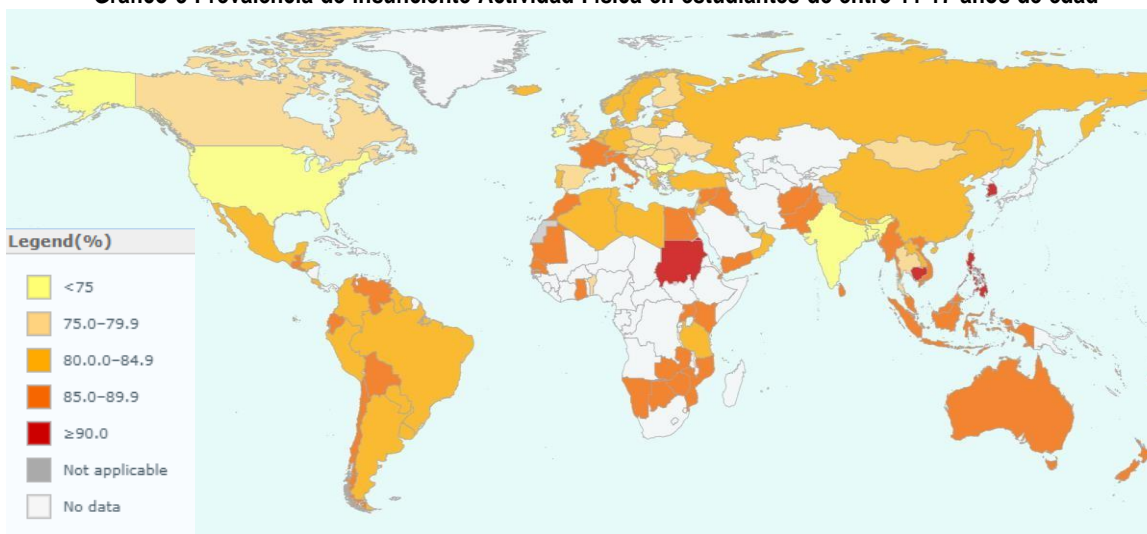 Gráfico 6 Prevalencia de Insuficiente Actividad Física en estudiantes de entre 11-17 años de edad
Legend(%)
<75
75.0–79.9
80.0.0–84.9
85.0–89.9
≥90.0
Not applicable
No data